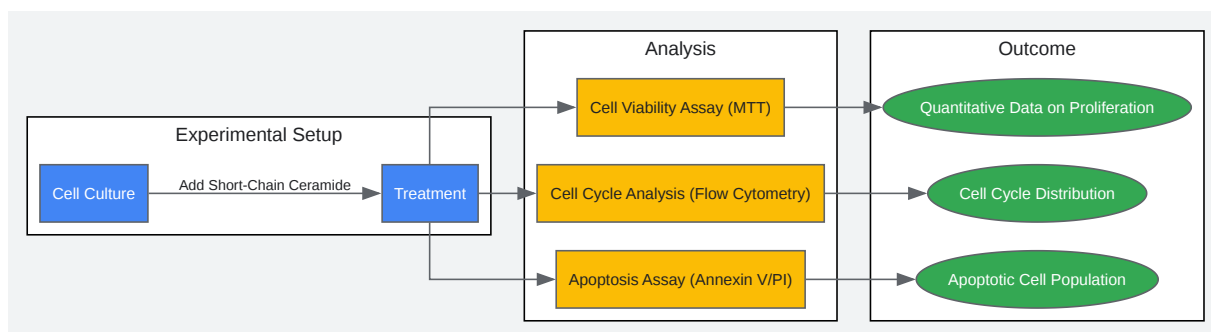 Experimental Setup
Cell Culture
Add Short-Chain Ceramide
Treatment
Analysis
Cell Viability Assay (MTT)
Cell Cycle Analysis (Flow Cytometry)
Apoptosis Assay (Annexin V/PI)
Outcome
Quantitative Data on Proliferation
Cell Cycle Distribution
Apoptotic Cell Population